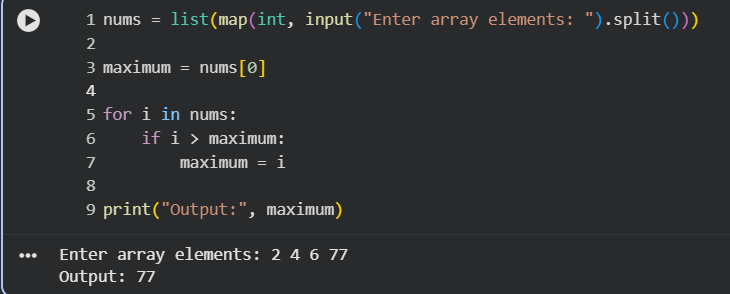 1 nums = list(map(int, input("Enter array elements: ").split()))
2
3 maximum = nums[0]
4
5 for i in nums:
6     if i > maximum:
7         maximum = i
8
9 print("Output:", maximum)
Enter array elements: 2 4 6 77
Output: 77